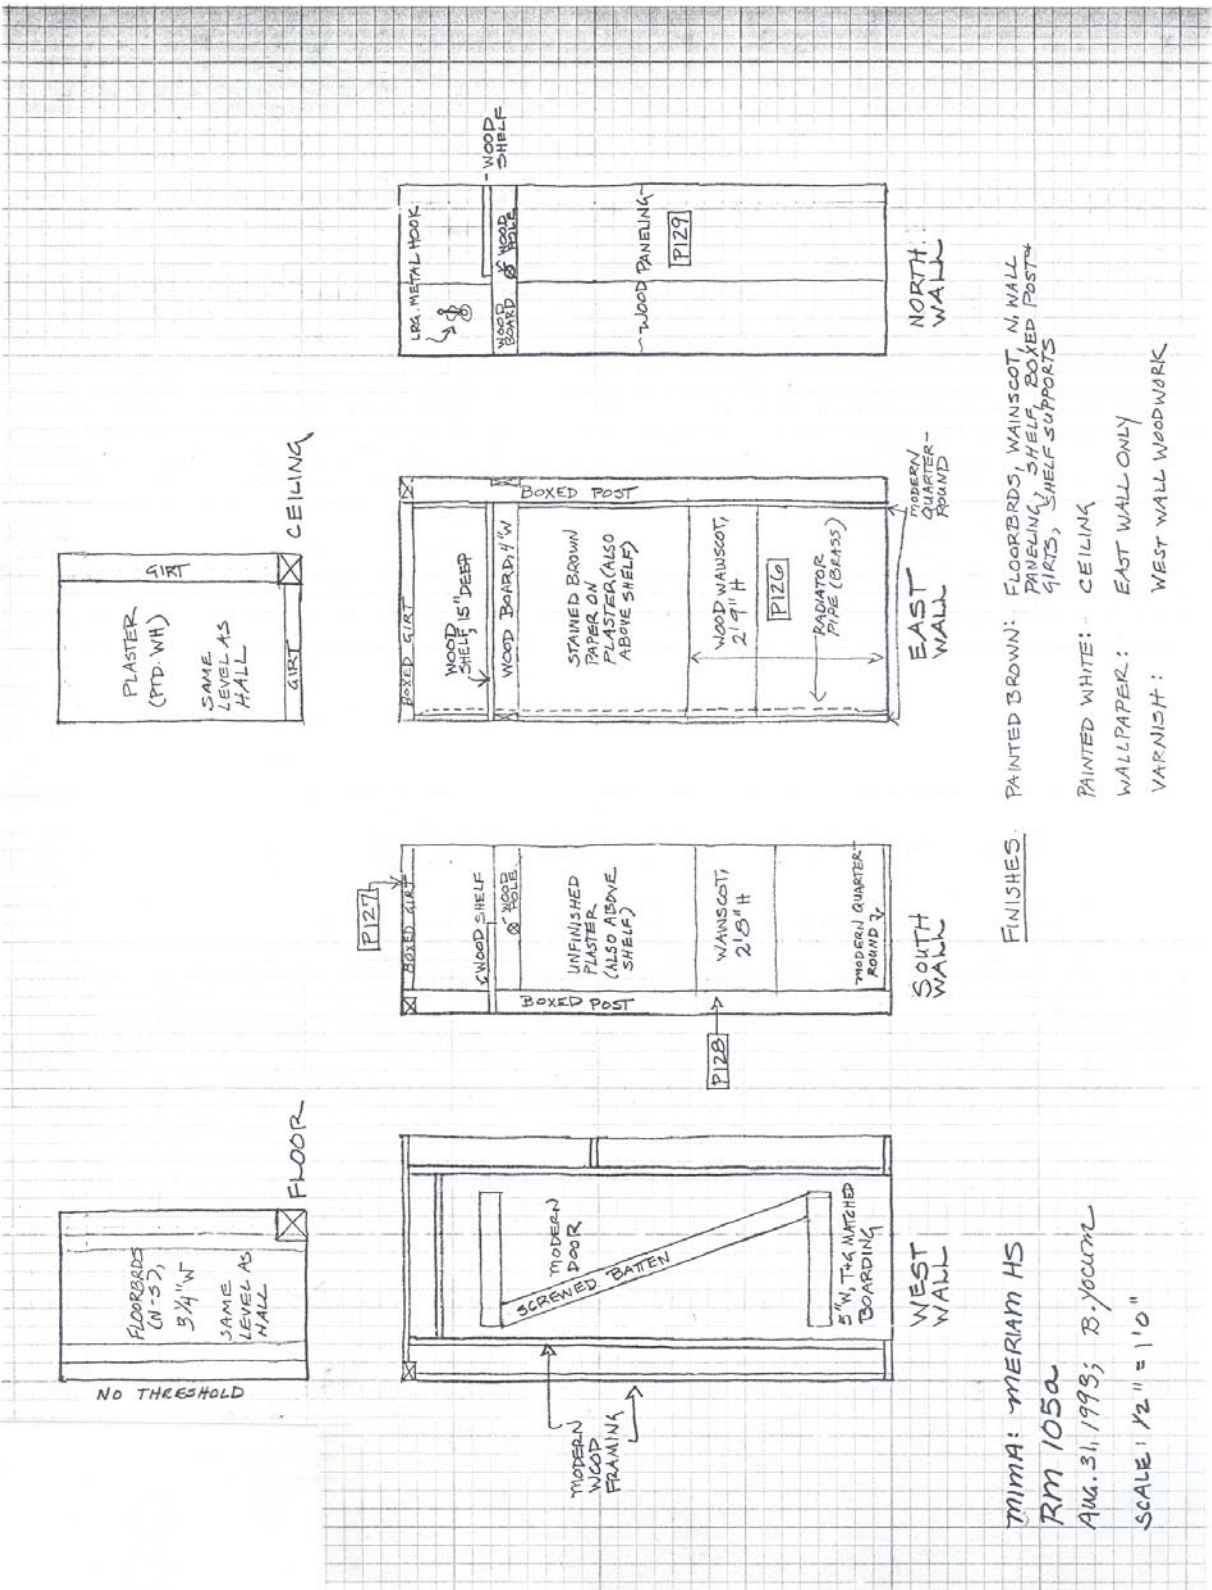 FLOORBRDS
(N-S),
3 1/4" W
SAME
LEVEL AS
HALL
NO THRESHOLD
FLOOR
PLASTER
(PTD. WH)
SAME
LEVEL AS
HALL
GIRT
GIRT
CEILING
MODERN
WOOD
FRAMING
MODERN
DOOR
SCREWED BATTEN
5"W, T+G MATCHED
BOARDING
WEST
WALL
P127
BOXED GIRT
WOOD SHELF
WOOD
POLE
UNFINISHED
PLASTER
(ALSO ABOVE
SHELF)
BOXED POST
WAINSCOT,
2'8" H
P128
MODERN QUARTER-
ROUND
SOUTH
WALL
BOXED GIRT
WOOD
SHELF, 15" DEEP
WOOD BOARD, 4"W
BOXED POST
STAINED BROWN
PAPER ON
PLASTER (ALSO
ABOVE SHELF)
WOOD WAINSCOT,
2'9" H
P126
RADIATOR
PIPE (BRASS)
MODERN
QUARTER-
ROUND
EAST
WALL
LRG. METAL HOOK
WOOD
SHELF
WOOD
BOARD
WOOD
POLE
WOOD PANELING
P129
NORTH
WALL
MIMA: MERIAM HS
RM 105a
AUG. 31, 1993; B. Yocum
SCALE: 1/2" = 1'0"
FINISHES
PAINTED BROWN: FLOORBRDS, WAINSCOT, N. WALL
PANELING, SHELF, BOXED POST+
GIRTS, SHELF SUPPORTS
PAINTED WHITE: CEILING
WALLPAPER: EAST WALL ONLY
VARNISH: WEST WALL WOODWORK